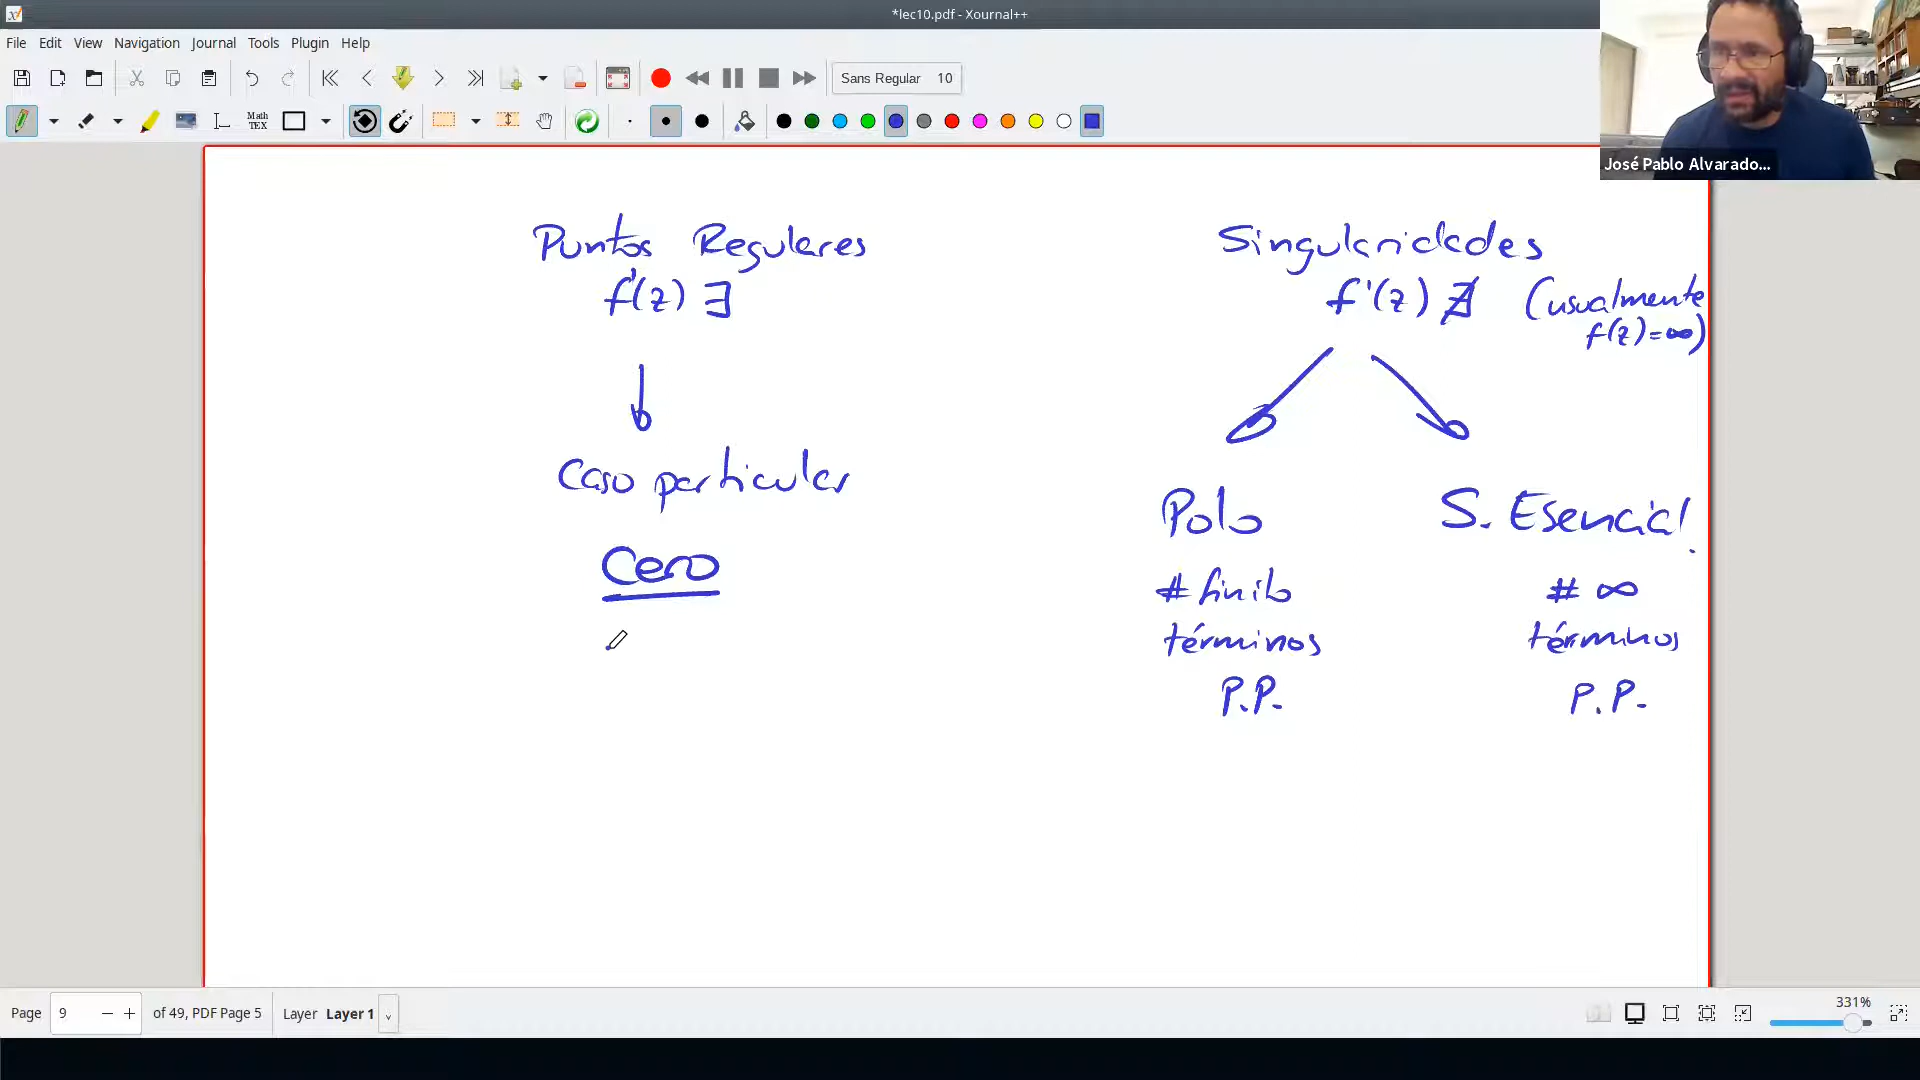 *lec10.pdf - Xournal++
File Edit View Navigation Journal Tools Plugin Help
Sans Regular 10
Math
TEX
José Pablo Alvarado...
Puntos Regulares
f'(z) ∃
Caso particular
Cero
Singularidades
f'(z) ∄ (usualmente
f(z)=∞)
Polo
# finito
términos
P.P.
S. Esencial
# ∞
términos
P.P.
Page 9 of 49, PDF Page 5 Layer Layer 1
331%